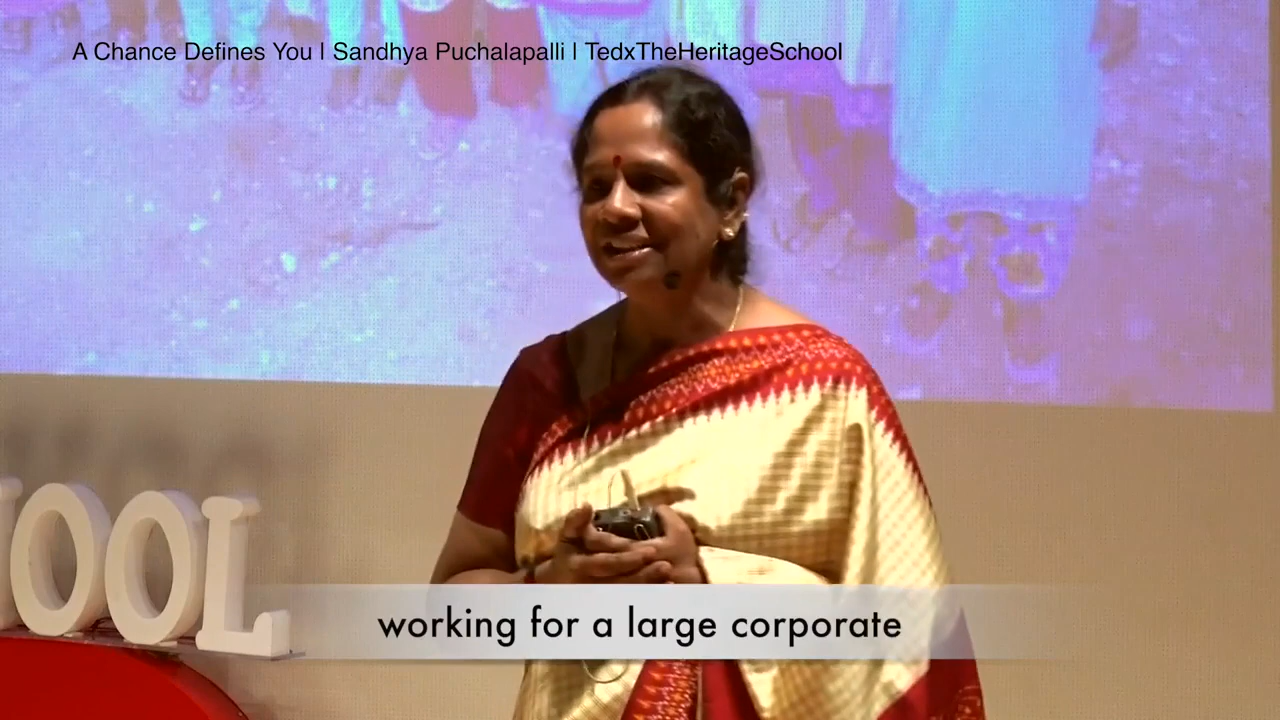 A Chance Defines You | Sandhya Puchalapalli | TedxTheHeritageSchool
OOL
working for a large corporate